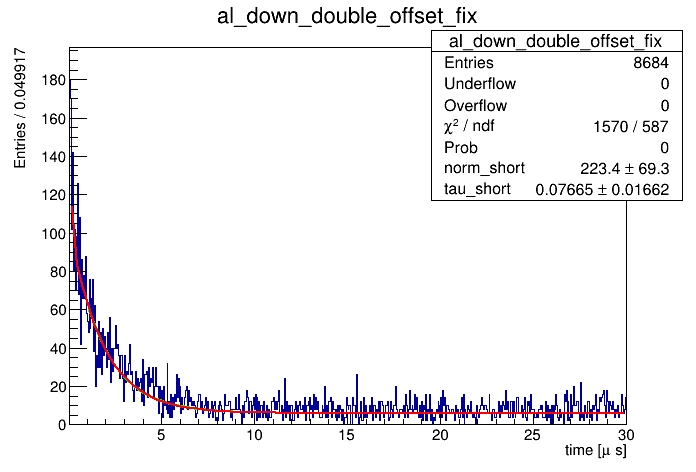 al_down_double_offset_fix
al_down_double_offset_fix
Entries 8684
Underflow 0
Overflow 0
χ² / ndf 1570 / 587
Prob 0
norm_short 223.4 ± 69.3
tau_short 0.07665 ± 0.01662
Entries / 0.049917
180
160
140
120
100
80
60
40
20
0
5 10 15 20 25 30
time [μ s]